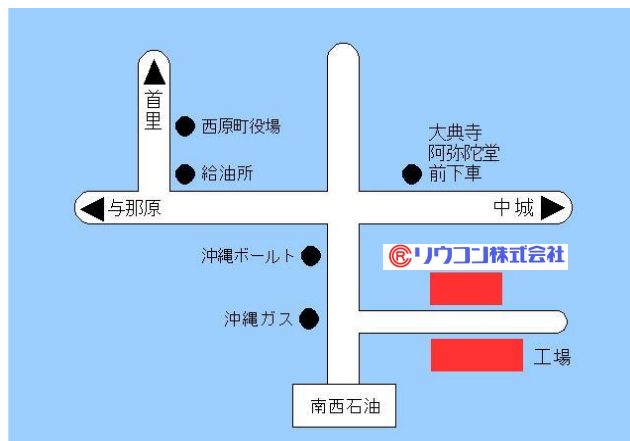 首里
西原町役場
給油所
大典寺
阿弥陀堂
前下車
与那原
中城
沖縄ボールト
®リウコン株式会社
沖縄ガス
工場
南西石油